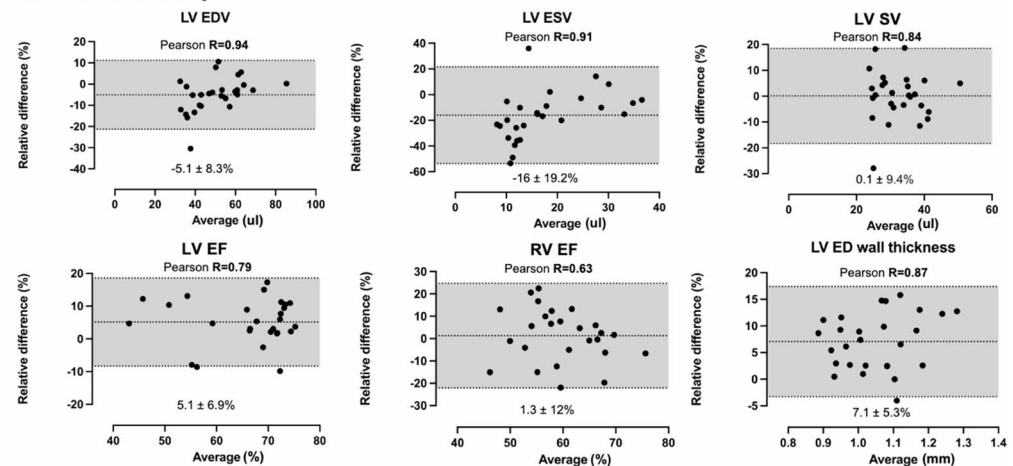 LV EDV
Pearson R=0.94
Relative difference (%)
20
10
0
-10
-20
-30
-40
-5.1 ± 8.3%
0 20 40 60 80 100
Average (ul)
LV ESV
Pearson R=0.91
Relative difference (%)
40
20
0
-20
-40
-60
-16 ± 19.2%
0 10 20 30 40
Average (ul)
LV SV
Pearson R=0.84
Relative difference (%)
20
10
0
-10
-20
-30
0.1 ± 9.4%
0 20 40 60
Average (ul)
LV EF
Pearson R=0.79
Relative difference (%)
20
10
0
-10
-20
5.1 ± 6.9%
40 50 60 70 80
Average (%)
RV EF
Pearson R=0.63
Relative difference (%)
30
20
10
0
-10
-20
-30
1.3 ± 12%
40 50 60 70 80
Average (%)
LV ED wall thickness
Pearson R=0.87
Relative difference (%)
20
15
10
5
0
-5
7.1 ± 5.3%
0.8 0.9 1.0 1.1 1.2 1.3 1.4
Average (mm)